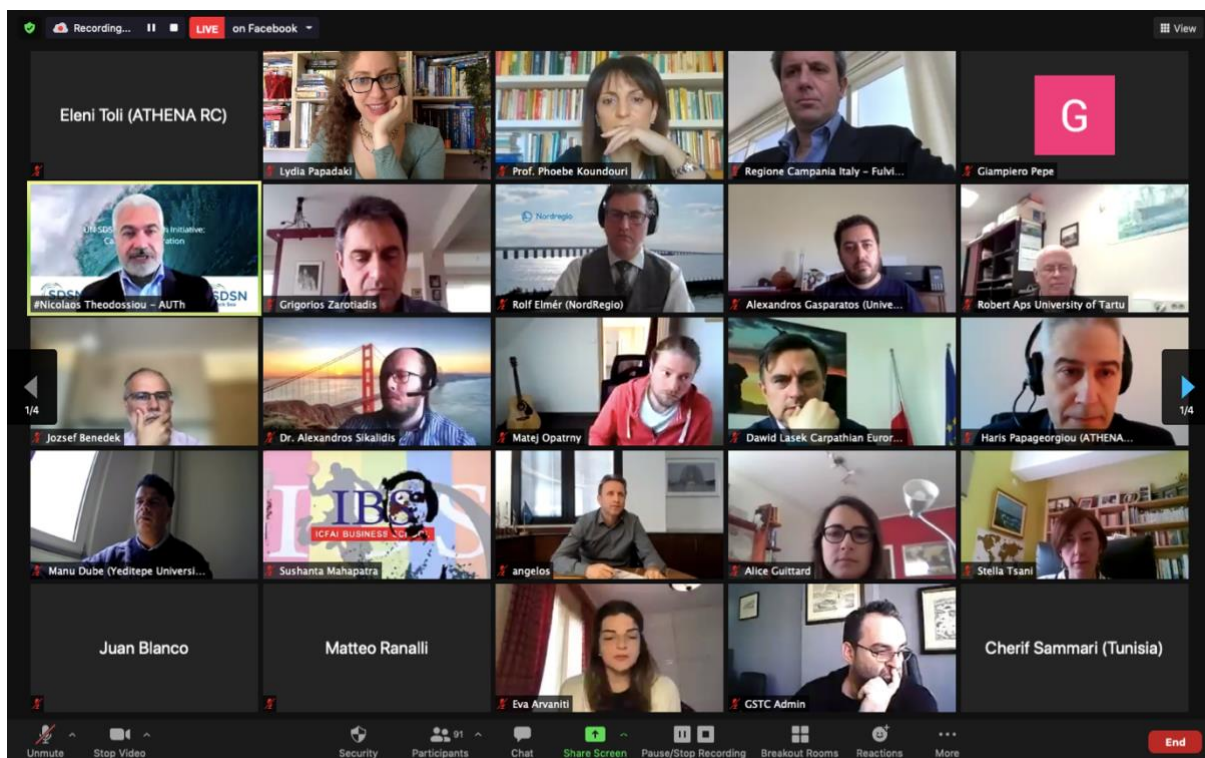 Recording... LIVE on Facebook View
Eleni Toli (ATHENA RC)
Lydia Papadaki
Prof. Phoebe Koundouri
Regione Campania Italy – Fulvi...
G
Giampiero Pepe
UN SDSN
Initiative:
SDSN
SDSN
#Nicolaos Theodossiou – AUTh
Grigorios Zarotiadis
Nordregio
Rolf Elmér (NordRegio)
Alexandros Gasparatos (Unive...
Robert Aps University of Tartu
1/4
Jozsef Benedek
Dr. Alexandros Sikalidis
Matej Opatrny
Dawid Lasek Carpathian Euror...
Haris Papageorgiou (ATHENA...
1/4
Manu Dube (Yeditepe Universi...
IBS
ICFAI BUSINESS
Sushanta Mahapatra
angelos
Alice Guittard
Stella Tsani
Juan Blanco
Matteo Ranalli
Eva Arvaniti
GSTC Admin
Cherif Sammari (Tunisia)
Unmute Stop Video Security Participants 91 Chat Share Screen Pause/Stop Recording Breakout Rooms Reactions More End